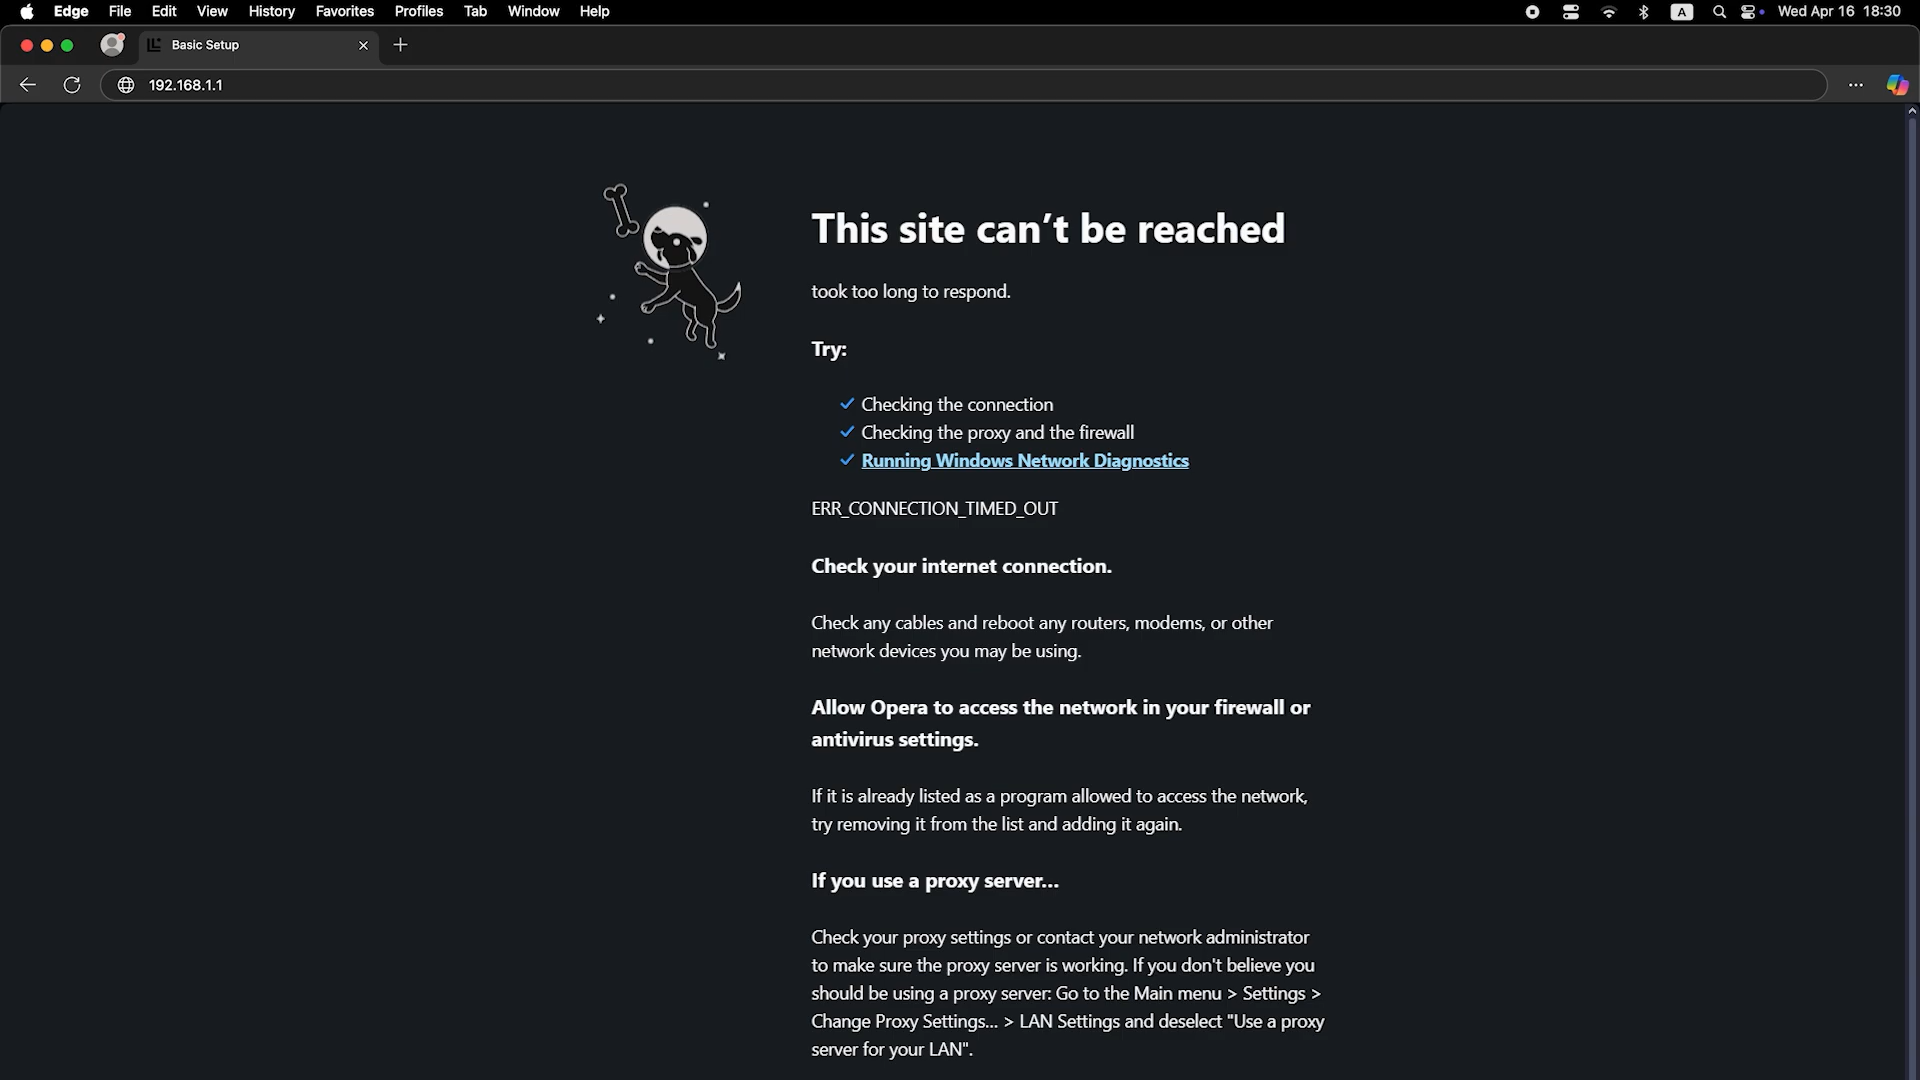 Edge File Edit View History Favorites Profiles Tab Window Help A Wed Apr 16 18:30
Basic Setup
192.168.1.1
This site can’t be reached
took too long to respond.
Try:
Checking the connection
Checking the proxy and the firewall
Running Windows Network Diagnostics
ERR_CONNECTION_TIMED_OUT
Check your internet connection.
Check any cables and reboot any routers, modems, or other
network devices you may be using.
Allow Opera to access the network in your firewall or
antivirus settings.
If it is already listed as a program allowed to access the network,
try removing it from the list and adding it again.
If you use a proxy server...
Check your proxy settings or contact your network administrator
to make sure the proxy server is working. If you don't believe you
should be using a proxy server: Go to the Main menu > Settings >
Change Proxy Settings... > LAN Settings and deselect "Use a proxy
server for your LAN".